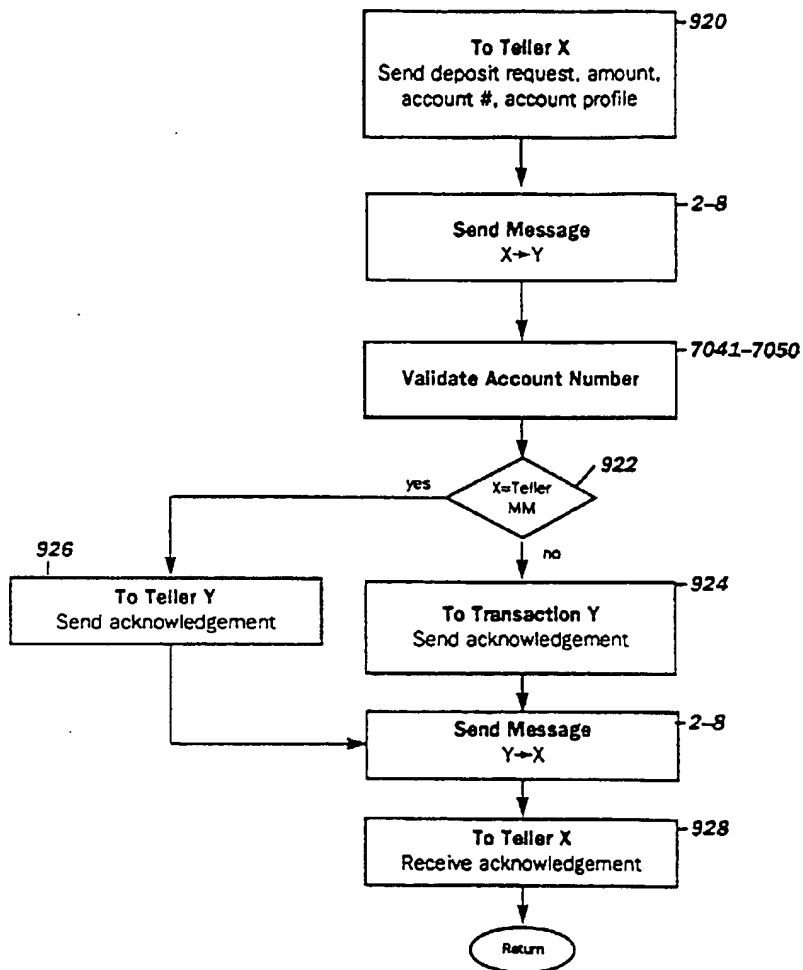 920
To Teller X
Send deposit request, amount,
account #, account profile
2–8
Send Message
X→Y
7041–7050
Validate Account Number
922
yes
X=Teller
MM
no
926
To Teller Y
Send acknowledgement
924
To Transaction Y
Send acknowledgement
2–8
Send Message
Y→X
928
To Teller X
Receive acknowledgement
Return